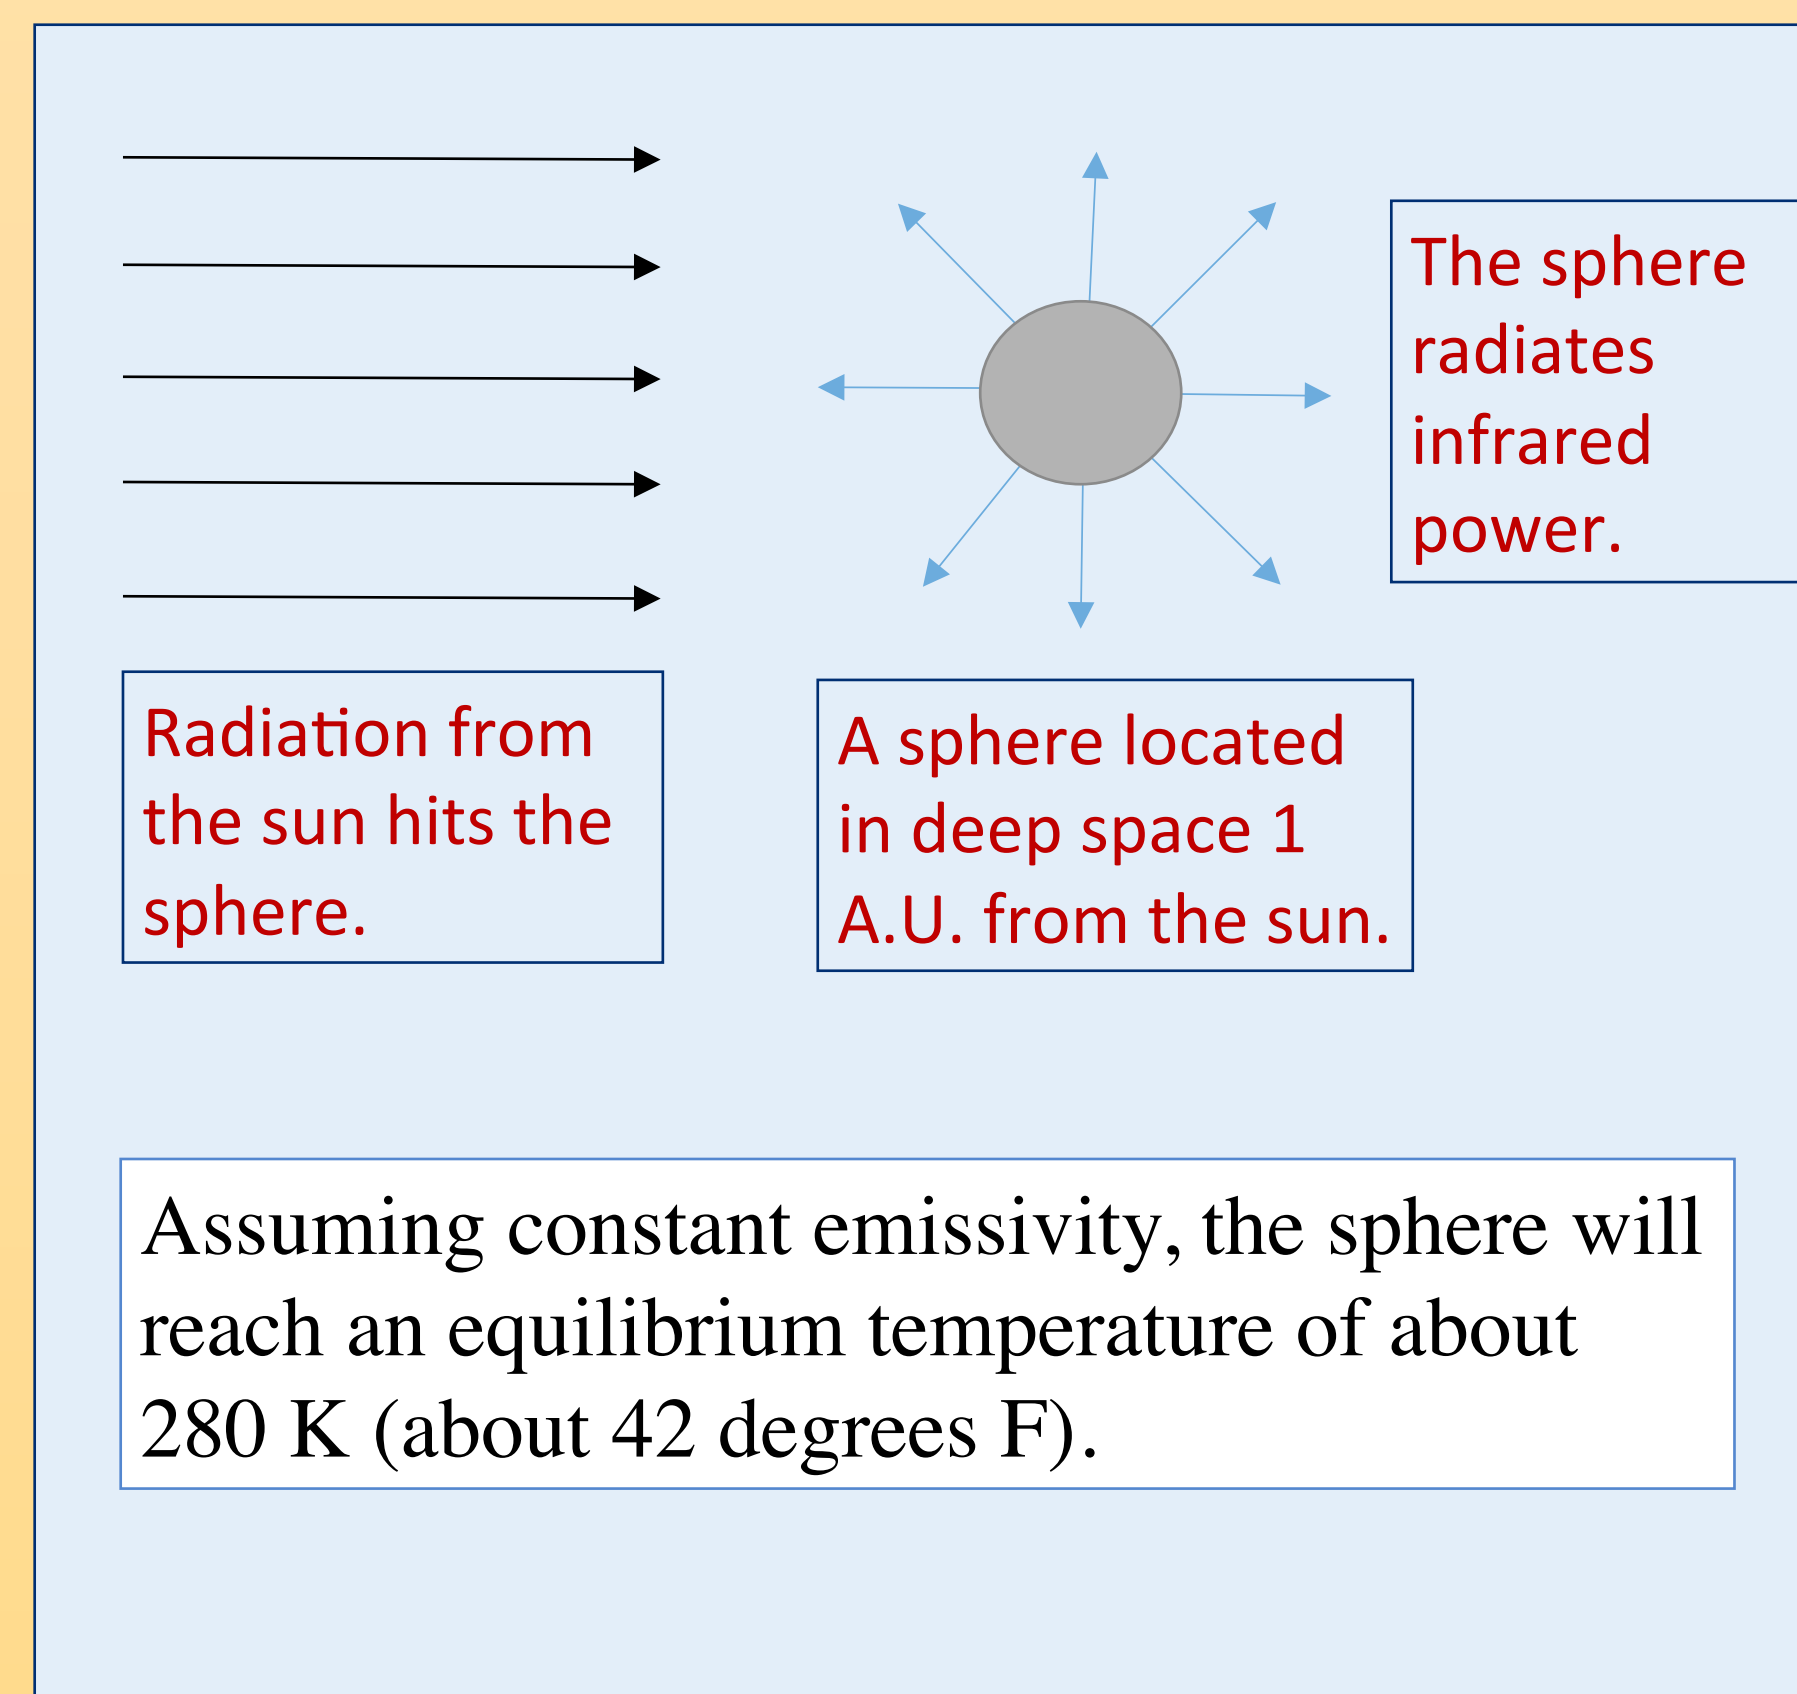 The sphere
radiates
infrared
power.
Radiation from
the sun hits the
sphere.
A sphere located
in deep space 1
A.U. from the sun.
Assuming constant emissivity, the sphere will
reach an equilibrium temperature of about
280 K (about 42 degrees F).